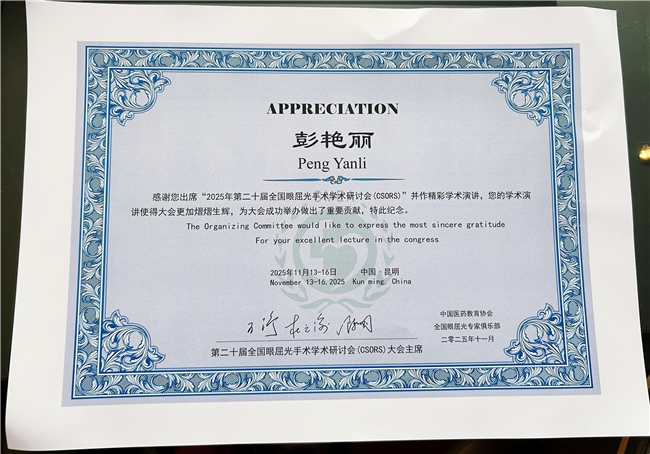 APPRECIATION
彭艳丽
Peng Yanli
感谢您出席“2025年第二十届全国眼屈光手术学术研讨会(CSORS)”并作精彩学术演讲，您的学术演
讲使得大会更加熠熠生辉，为大会成功举办做出了重要贡献，特此纪念。
The Organizing Committee would like to express the most sincere gratitude
For your excellent lecture in the congress
2025年11月13-16日 中国·昆明
November 13-16,2025 Kun ming, China
中国医药教育协会
全国眼屈光专家俱乐部
二〇二五年十一月
第二十届全国眼屈光手术学术研讨会(CSORS)大会主席